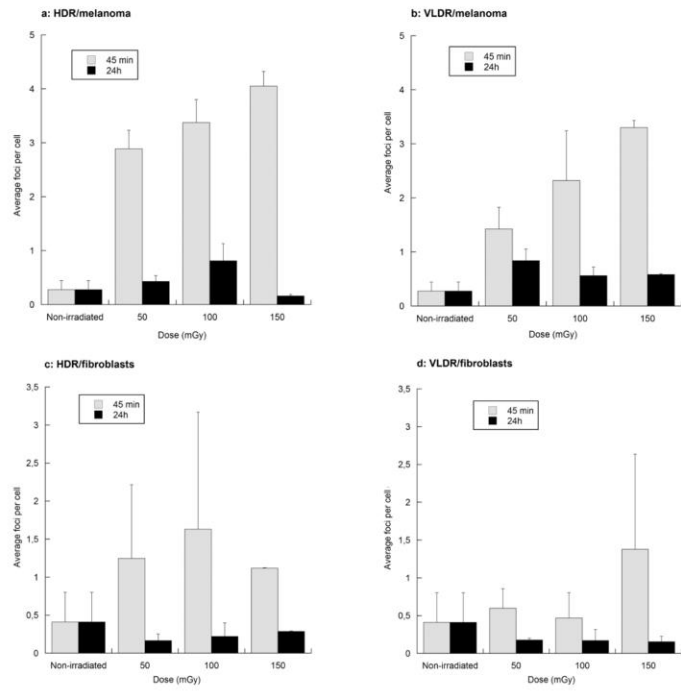 a: HDR/melanoma
5
4
3
2
1
0
Average foci per cell
45 min
24h
Non-irradiated 50 100 150
Dose (mGy)
b: VLDR/melanoma
5
4
3
2
1
0
Average foci per cell
45 min
24h
Non-irradiated 50 100 150
Dose (mGy)
c: HDR/fibroblasts
3,5
3
2,5
2
1,5
1
0,5
0
Average foci per cell
45 min
24h
Non-irradiated 50 100 150
Dose (mGy)
d: VLDR/fibroblasts
3,5
3
2,5
2
1,5
1
0,5
0
Average foci per cell
45 min
24h
Non-irradiated 50 100 150
Dose (mGy)